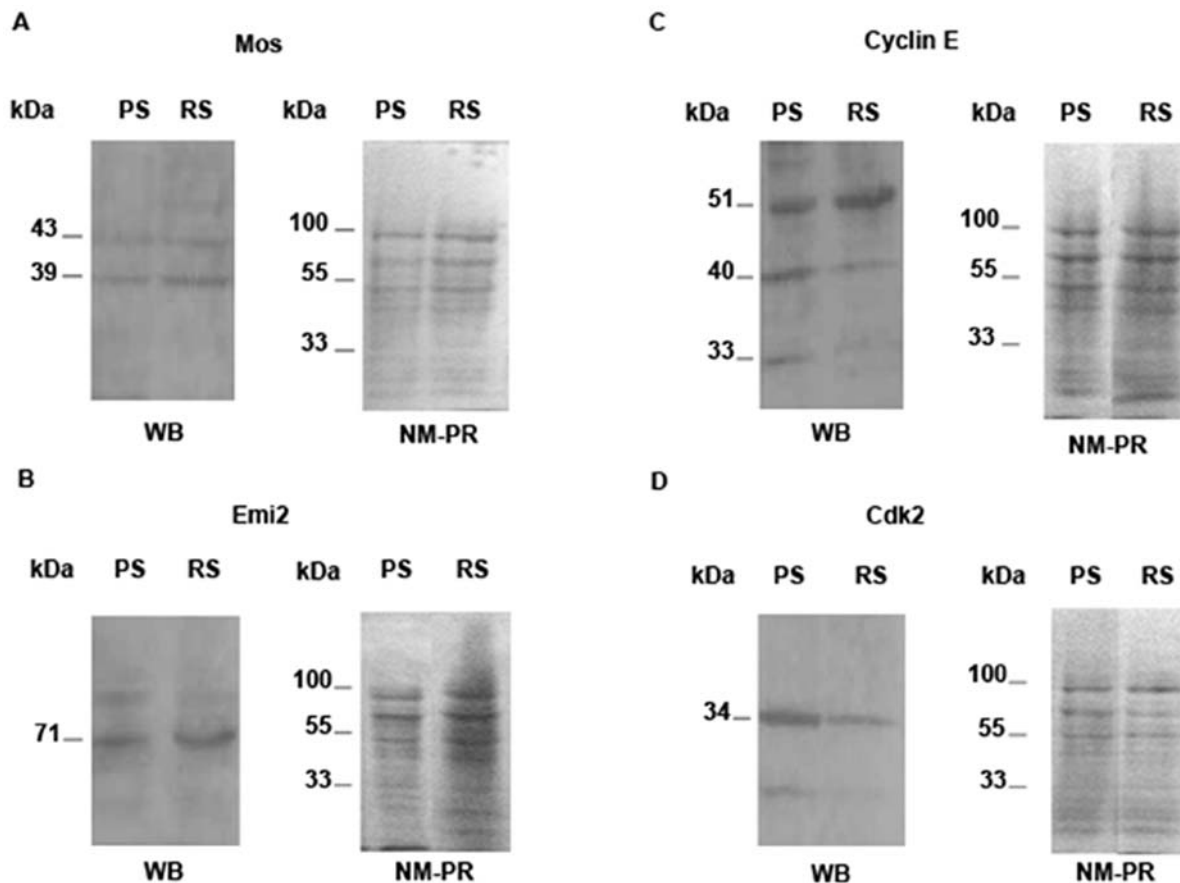 A
Mos
kDa PS RS kDa PS RS
43
39
100
55
33
WB
NM-PR
B
Emi2
kDa PS RS kDa PS RS
71
100
55
33
WB
NM-PR
C
Cyclin E
kDa PS RS kDa PS RS
51
40
33
100
55
33
WB
NM-PR
D
Cdk2
kDa PS RS kDa PS RS
34
100
55
33
WB
NM-PR